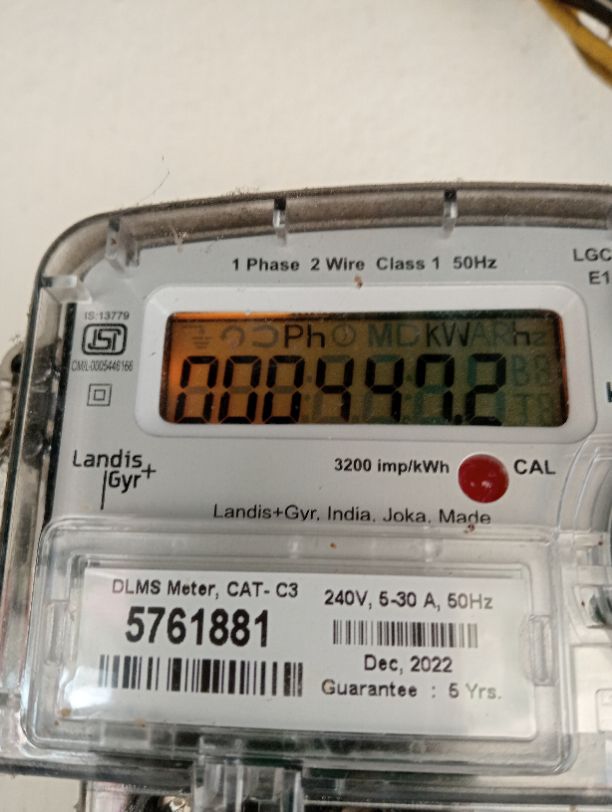 1 Phase 2 Wire Class 1 50Hz
LGC
E1
IS:13779
ISI
CM/L-0005446166
Ph KWh
000447.2
Landis
Gyr+
3200 imp/kWh
CAL
Landis+Gyr, India, Joka, Made
DLMS Meter, CAT- C3
5761881
240V, 5-30 A, 50Hz
Dec, 2022
Guarantee : 5 Yrs.